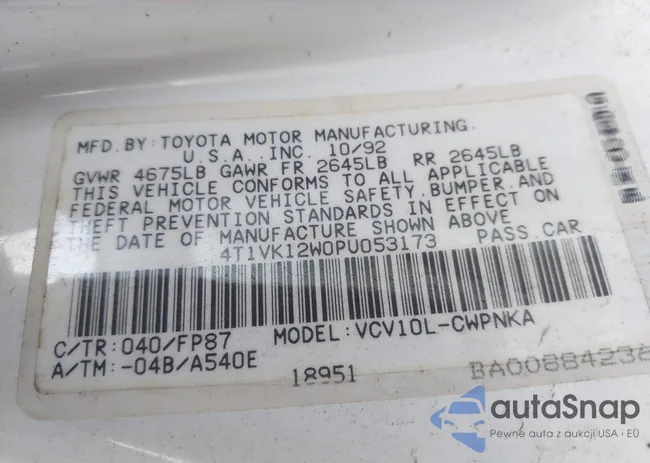 MFD. BY: TOYOTA MOTOR MANUFACTURING.
U.S.A., INC. 10/92
GVWR 4675LB GAWR FR 2645LB RR 2645LB
THIS VEHICLE CONFORMS TO ALL APPLICABLE
FEDERAL MOTOR VEHICLE SAFETY, BUMPER, AND
THEFT PREVENTION STANDARDS IN EFFECT ON
THE DATE OF MANUFACTURE SHOWN ABOVE
4T1VK12W0PU053173 PASS. CAR
C/TR: 040/FP87 MODEL: VCV10L-CWPNKA
A/TM: -04B/A540E
18951 BA00884238
autaSnap
Pewne auta z aukcji USA i EU